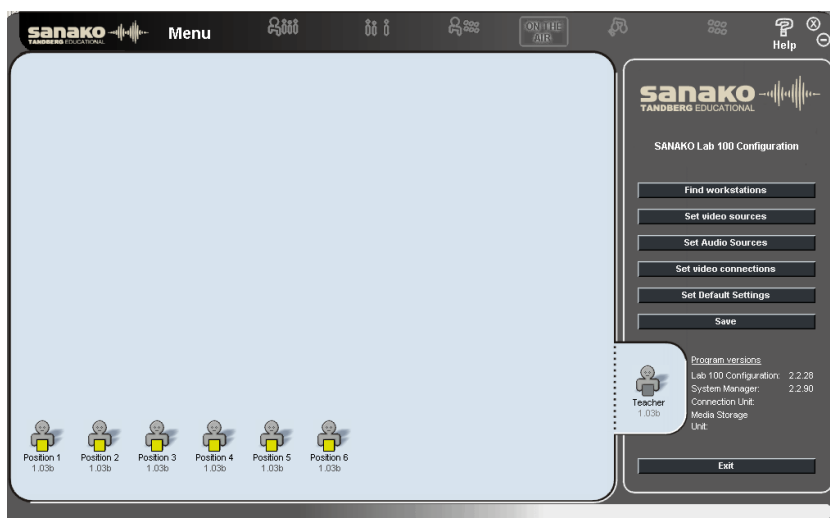 sanako
TANDBERG EDUCATIONAL
Menu
ON THE
AIR
Help
sanako
TANDBERG EDUCATIONAL
SANAKO Lab 100 Configuration
Find workstations
Set video sources
Set Audio Sources
Set video connections
Set Default Settings
Save
Program versions
Lab 100 Configuration: 2.2.28
System Manager: 2.2.90
Connection Unit:
Media Storage
Unit:
Teacher
1.03b
Exit
Position 1 Position 2 Position 3 Position 4 Position 5 Position 6
1.03b 1.03b 1.03b 1.03b 1.03b 1.03b